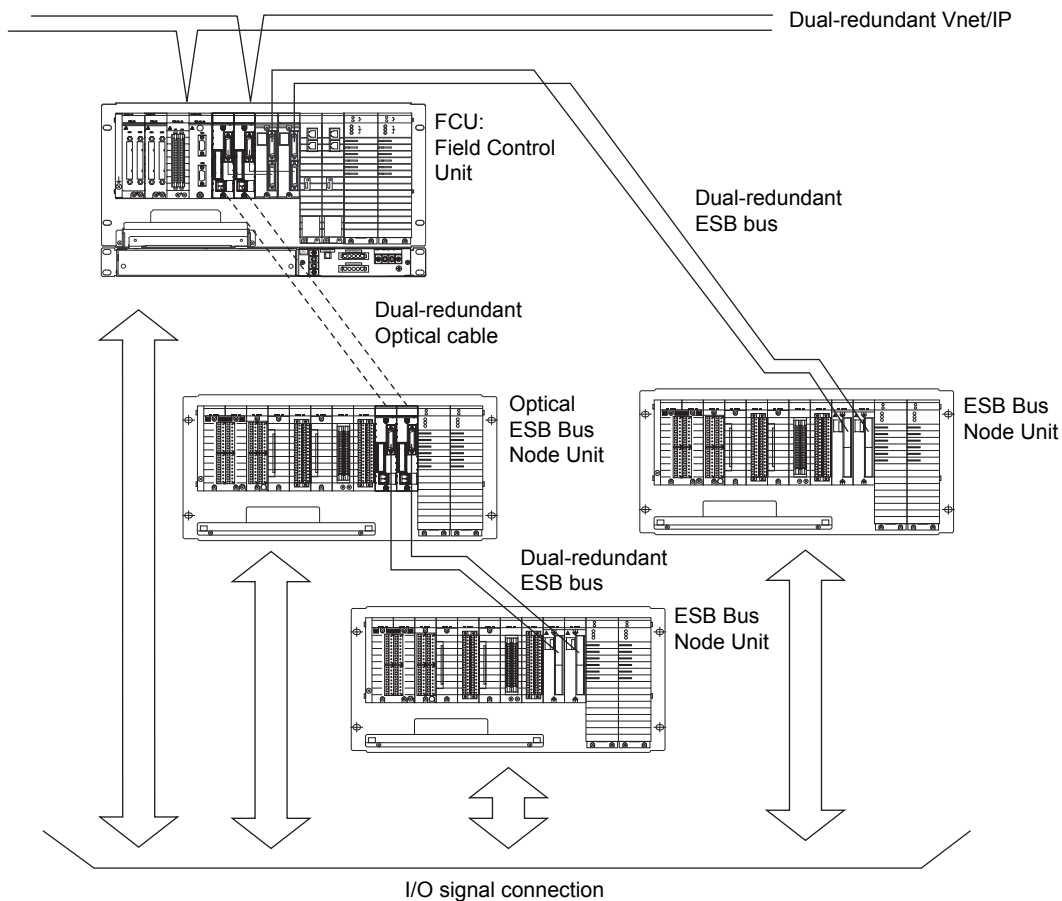 Dual-redundant Vnet/IP
FCU:
Field Control
Unit
Dual-redundant
ESB bus
Dual-redundant
Optical cable
Optical
ESB Bus
Node Unit
ESB Bus
Node Unit
Dual-redundant
ESB bus
ESB Bus
Node Unit
I/O signal connection